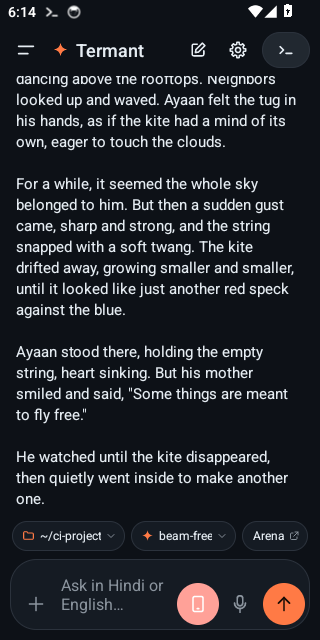 6:14
Termant
dancing above the rooftops. Neighbors
looked up and waved. Ayaan felt the tug in
his hands, as if the kite had a mind of its
own, eager to touch the clouds.
For a while, it seemed the whole sky
belonged to him. But then a sudden gust
came, sharp and strong, and the string
snapped with a soft twang. The kite
drifted away, growing smaller and smaller,
until it looked like just another red speck
against the blue.
Ayaan stood there, holding the empty
string, heart sinking. But his mother
smiled and said, "Some things are meant
to fly free."
He watched until the kite disappeared,
then quietly went inside to make another
one.
~/ci-project
beam-free
Arena
Ask in Hindi or
English...